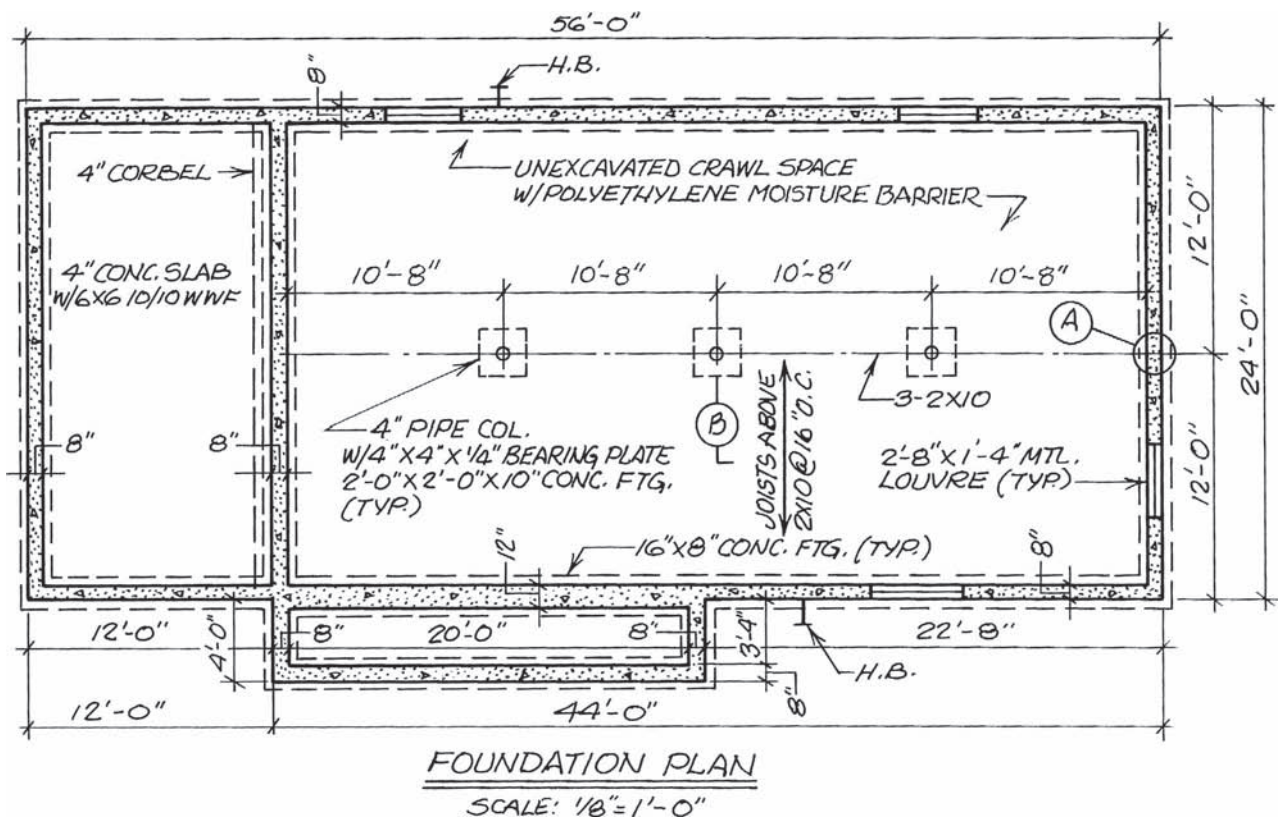 56'-0"
H.B.
8"
4" CORBEL
UNEXCAVATED CRAWL SPACE
W/POLYETHYLENE MOISTURE BARRIER
12'-0"
4" CONC. SLAB
W/6X6 10/10 WWF
10'-8"
10'-8"
10'-8"
10'-8"
A
24'-0"
3-2X10
B
JOISTS ABOVE
2X10@16"O.C.
8"
8"
4" PIPE COL.
W/4"X4"X1/4" BEARING PLATE
2'-0"X2'-0"X10" CONC. FTG.
(TYP.)
2'-8"X1'-4" MTL.
LOUVRE (TYP.)
12'-0"
12"
16"X8" CONC. FTG. (TYP.)
8"
12'-0"
4'-0"
8"
20'-0"
8"
3'-4"
22'-8"
H.B.
8"
12'-0"
44'-0"
FOUNDATION PLAN
SCALE: 1/8"=1'-0"